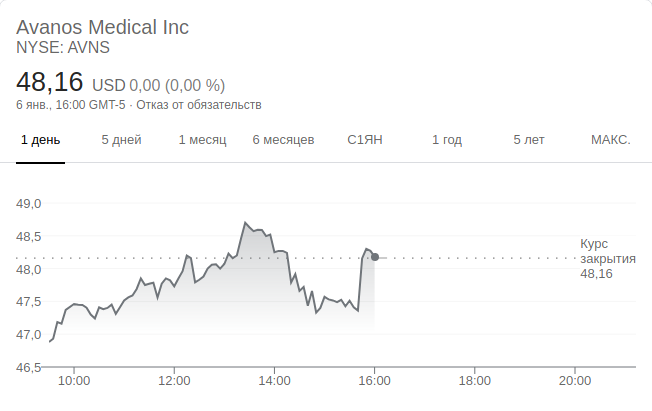 Avanos Medical Inc
NYSE: AVNS
48,16 USD 0,00 (0,00 %)
6 янв., 16:00 GMT-5 · Отказ от обязательств
1 день 5 дней 1 месяц 6 месяцев С1ЯН 1 год 5 лет МАКС.
49,0
48,5
Курс
закрытия
48,16
48,0
47,5
47,0
46,5
10:00 12:00 14:00 16:00 18:00 20:00